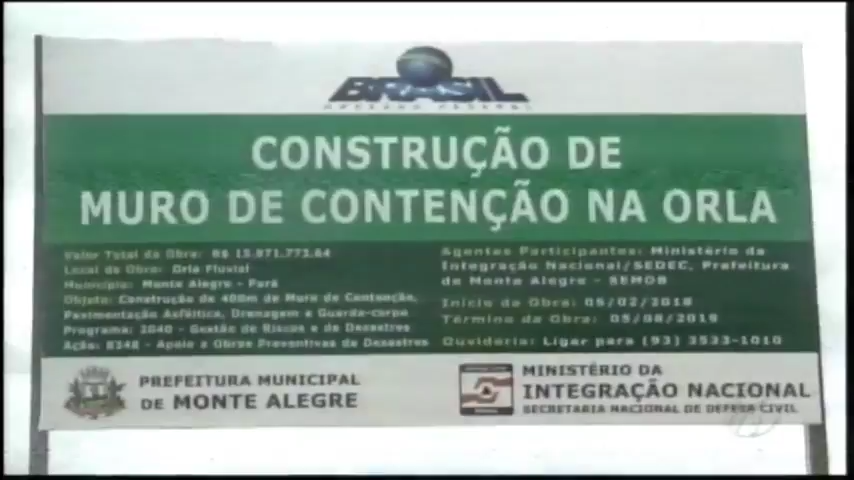 BRASIL
GOVERNO FEDERAL
CONSTRUÇÃO DE
MURO DE CONTENÇÃO NA ORLA
Valor Total da Obra: R$ 13.971.773.64
Local da Obra: Orla Fluvial
Município: Monte Alegre - Pará
Objeto: Construção de 400m de Muro de Contenção,
Pavimentação Asfáltica, Drenagem e Guarda-corpo
Programa: 2040 - Gestão de Riscos e de Desastres
Ação: 8348 - Apoio a Obras Preventivas de Desastres
Agentes Participantes: Ministério da
Integração Nacional/SEDEC, Prefeitura
de Monte Alegre - SEMOB
Início da Obra: 05/02/2018
Término da Obra: 05/08/2019
Ouvidoria: Ligar para (93) 3533-1010
PREFEITURA MUNICIPAL
DE MONTE ALEGRE
MINISTÉRIO DA
INTEGRAÇÃO NACIONAL
SECRETARIA NACIONAL DE DEFESA CIVIL